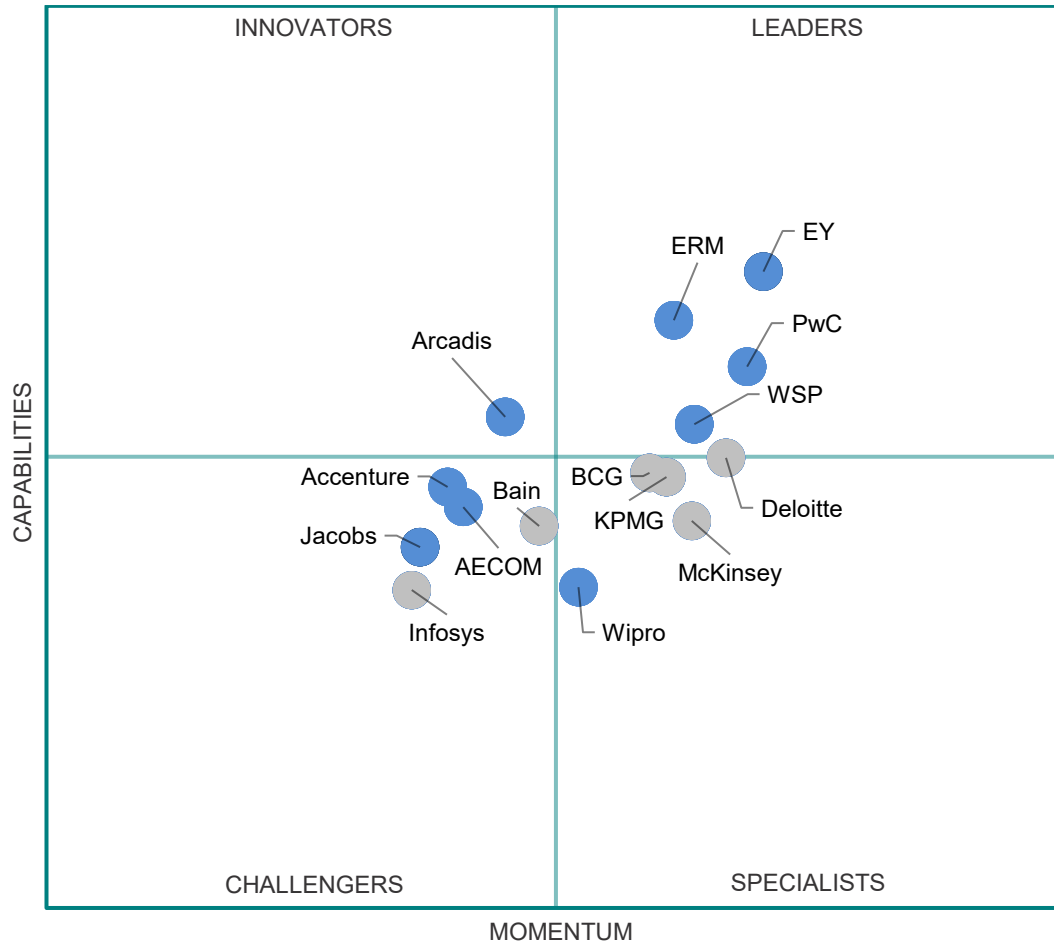 INNOVATORS
LEADERS
EY
ERM
PwC
Arcadis
WSP
CAPABILITIES
Accenture
BCG
Bain
Deloitte
KPMG
Jacobs
AECOM
McKinsey
Infosys
Wipro
CHALLENGERS
SPECIALISTS
MOMENTUM